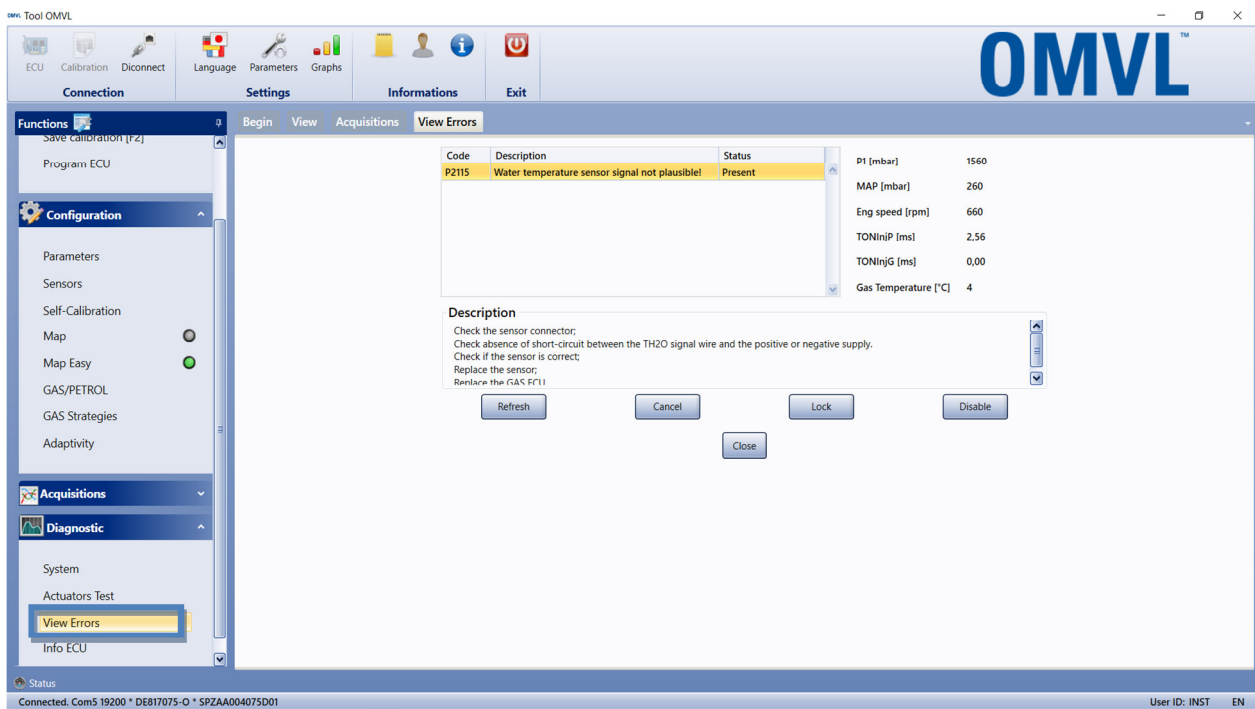 OMVL Tool OMVL
ECU Calibration Diconnect Language Parameters Graphs
Connection Settings Informations Exit
OMVL™
Functions
Begin View Acquisitions View Errors
Save calibration [F2]
Program ECU
Configuration
Parameters
Sensors
Self-Calibration
Map
Map Easy
GAS/PETROL
GAS Strategies
Adaptivity
Acquisitions
Diagnostic
System
Actuators Test
View Errors
Info ECU
Code Description Status
P2115 Water temperature sensor signal not plausible! Present
P1 [mbar] 1560
MAP [mbar] 260
Eng speed [rpm] 660
TONInjP [ms] 2,56
TONInjG [ms] 0,00
Gas Temperature [°C] 4
Description
Check the sensor connector;
Check absence of short-circuit between the TH2O signal wire and the positive or negative supply.
Check if the sensor is correct;
Replace the sensor;
Replace the GAS ECU
Refresh Cancel Lock Disable
Close
Status
Connected. Com5 19200 * DE817075-O * SPZAA004075D01 User ID: INST EN